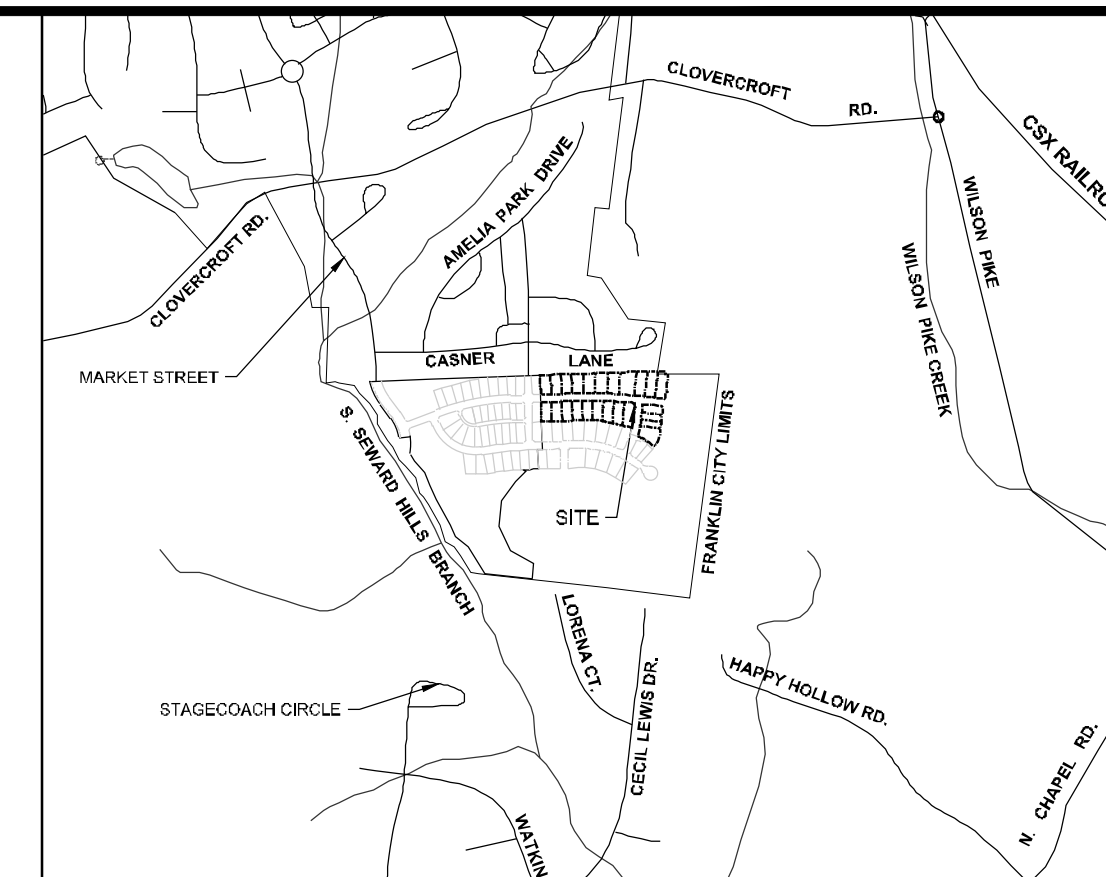 CLOVERCROFT
RD.
CSX RAILRO
AMELIA PARK DRIVE
WILSON PIKE
CLOVERCROFT RD.
WILSON PIKE CREEK
CASNER
LANE
MARKET STREET
S. SEWARD HILLS BRANCH
FRANKLIN CITY LIMITS
SITE
LORENA CT.
CECIL LEWIS DR.
HAPPY HOLLOW RD.
STAGECOACH CIRCLE
N. CHAPEL RD.
WATKIN